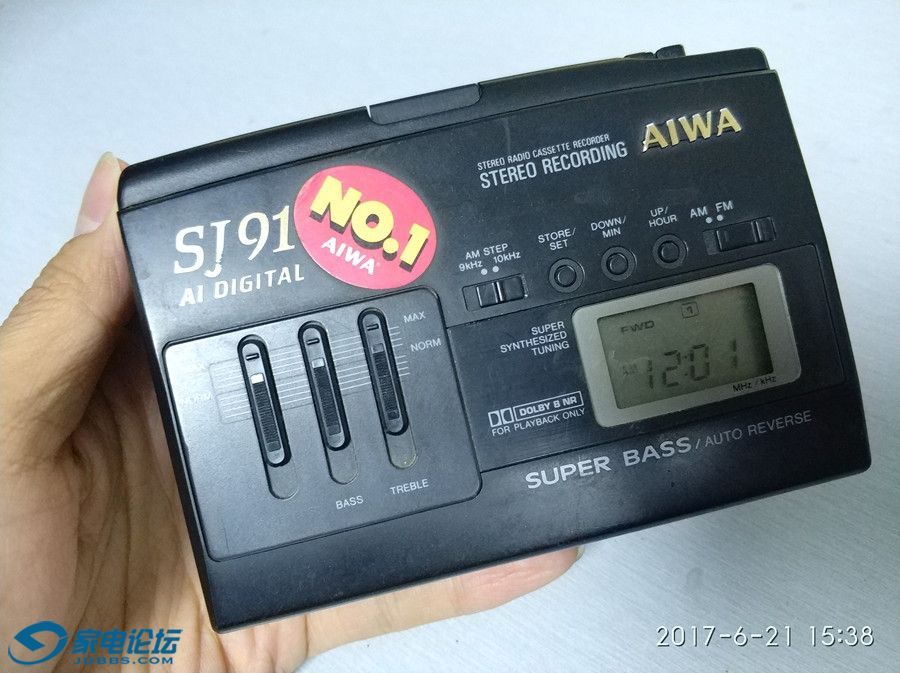 AIWA
STEREO RADIO CASSETTE RECORDER
STEREO RECORDING
SJ91
AI DIGITAL
NO.1
AIWA
AM STEP
9kHz 10kHz
STORE/
SET
DOWN/
MIN
UP/
HOUR
AM FM
MAX
NORM
NORM
BASS
TREBLE
SUPER
SYNTHESIZED
TUNING
FWD
AM 12:01
MHz / kHz
DOLBY B NR
FOR PLAYBACK ONLY
SUPER BASS/AUTO REVERSE
家电论坛
JDBBS.COM
2017-6-21 15:38